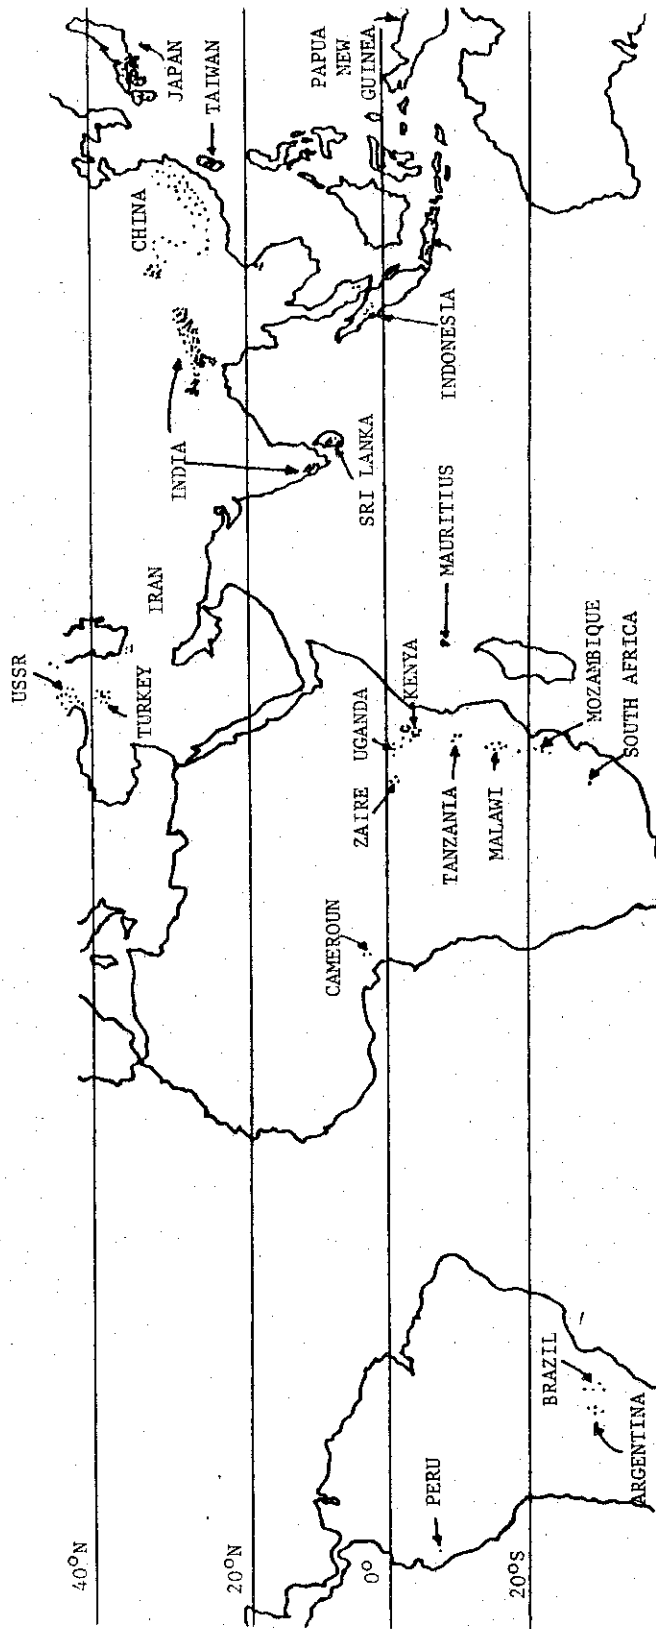 40°N
20°N
0°
20°S
USSR
TURKEY
IRAN
INDIA
CHINA
JAPAN
TAIWAN
PAPUA
NEW
GUINEA
SRI LANKA
INDONESIA
MAURITIUS
CAMEROUN
ZAIRE
UGANDA
KENYA
TANZANIA
MALAWI
MOZAMBIQUE
SOUTH AFRICA
PERU
BRAZIL
ARGENTINA